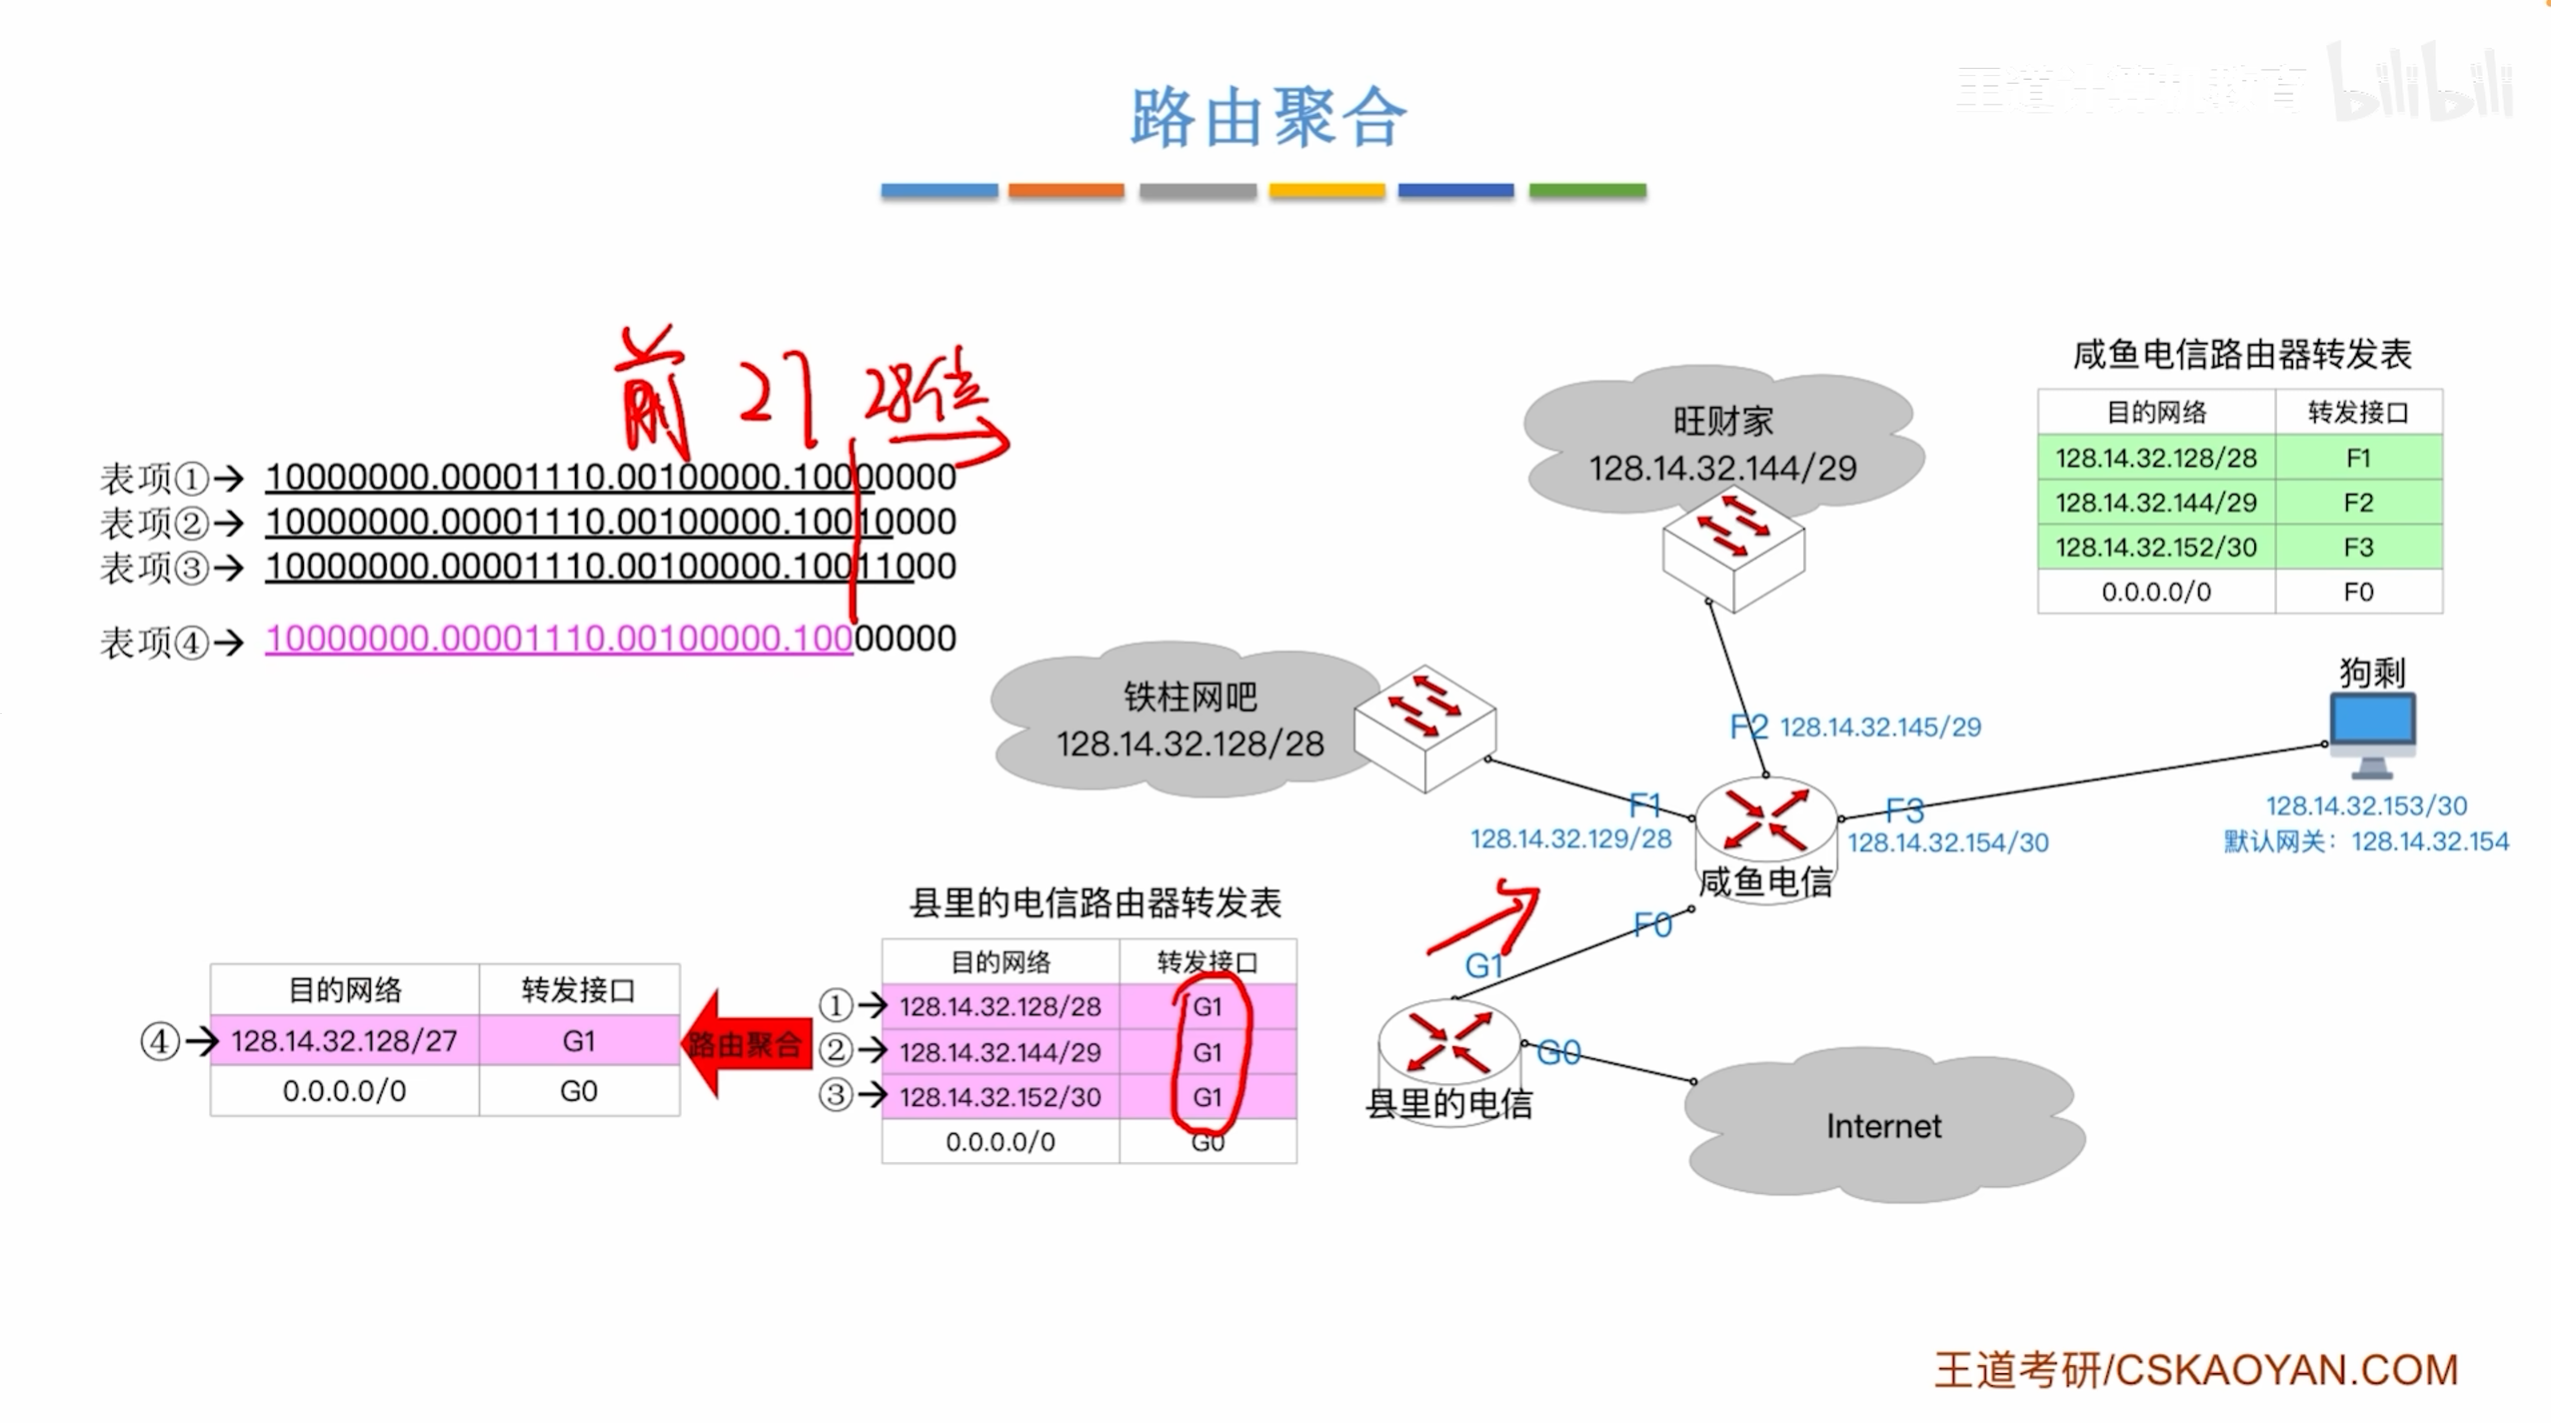 王道计算机教育 bilibili
路由聚合
前 27 28位
表项①→ 10000000.00001110.00100000.10000000
表项②→ 10000000.00001110.00100000.10010000
表项③→ 10000000.00001110.00100000.10011000
表项④→ 10000000.00001110.00100000.10000000
旺财家
128.14.32.144/29
咸鱼电信路由器转发表
目的网络 转发接口
128.14.32.128/28 F1
128.14.32.144/29 F2
128.14.32.152/30 F3
0.0.0.0/0 F0
铁柱网吧
128.14.32.128/28
F2 128.14.32.145/29
F1
128.14.32.129/28
F3
128.14.32.154/30
狗剩
128.14.32.153/30
默认网关：128.14.32.154
咸鱼电信
F0
G1
G0
县里的电信
Internet
县里的电信路由器转发表
目的网络 转发接口
①→ 128.14.32.128/28 G1
②→ 128.14.32.144/29 G1
③→ 128.14.32.152/30 G1
0.0.0.0/0 G0
路由聚合
目的网络 转发接口
④→ 128.14.32.128/27 G1
0.0.0.0/0 G0
王道考研/CSKAOYAN.COM